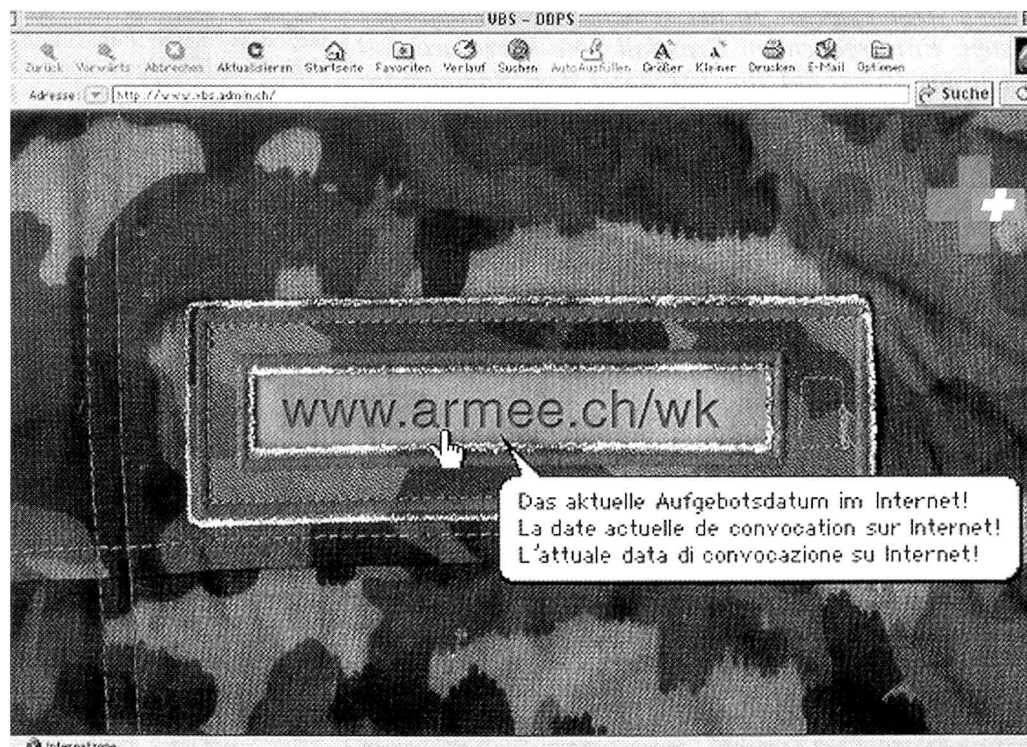 VBS – DDPS
Zurück Vorwärts Abbrechen Aktualisieren Startseite Favoriten Verlauf Suchen AutoAusfüllen Größer Kleiner Drucken E-Mail Optionen
Adresse: http://www.vbs.admin.ch/ Suche
www.armee.ch/wk
Das aktuelle Aufgebotsdatum im Internet!
La date actuelle de convocation sur Internet!
L'attuale data di convocazione su Internet!
Internetzone